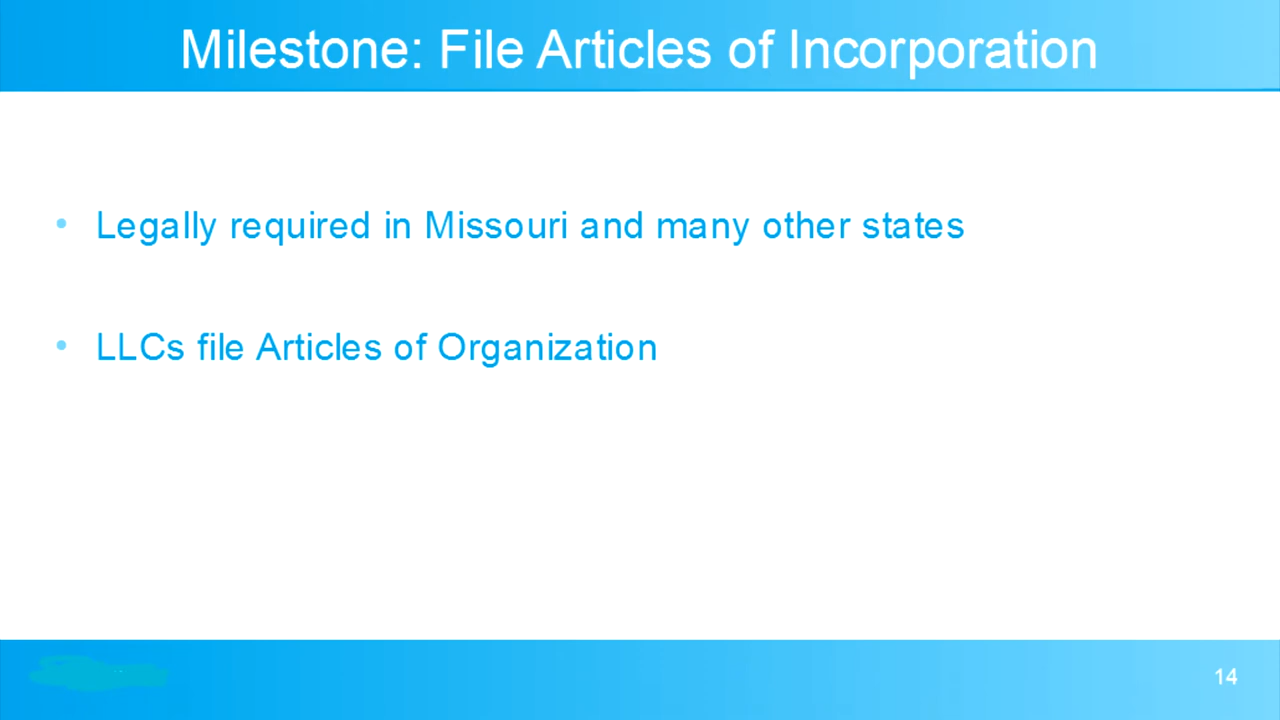 Milestone: File Articles of Incorporation
• Legally required in Missouri and many other states
• LLCs file Articles of Organization
14